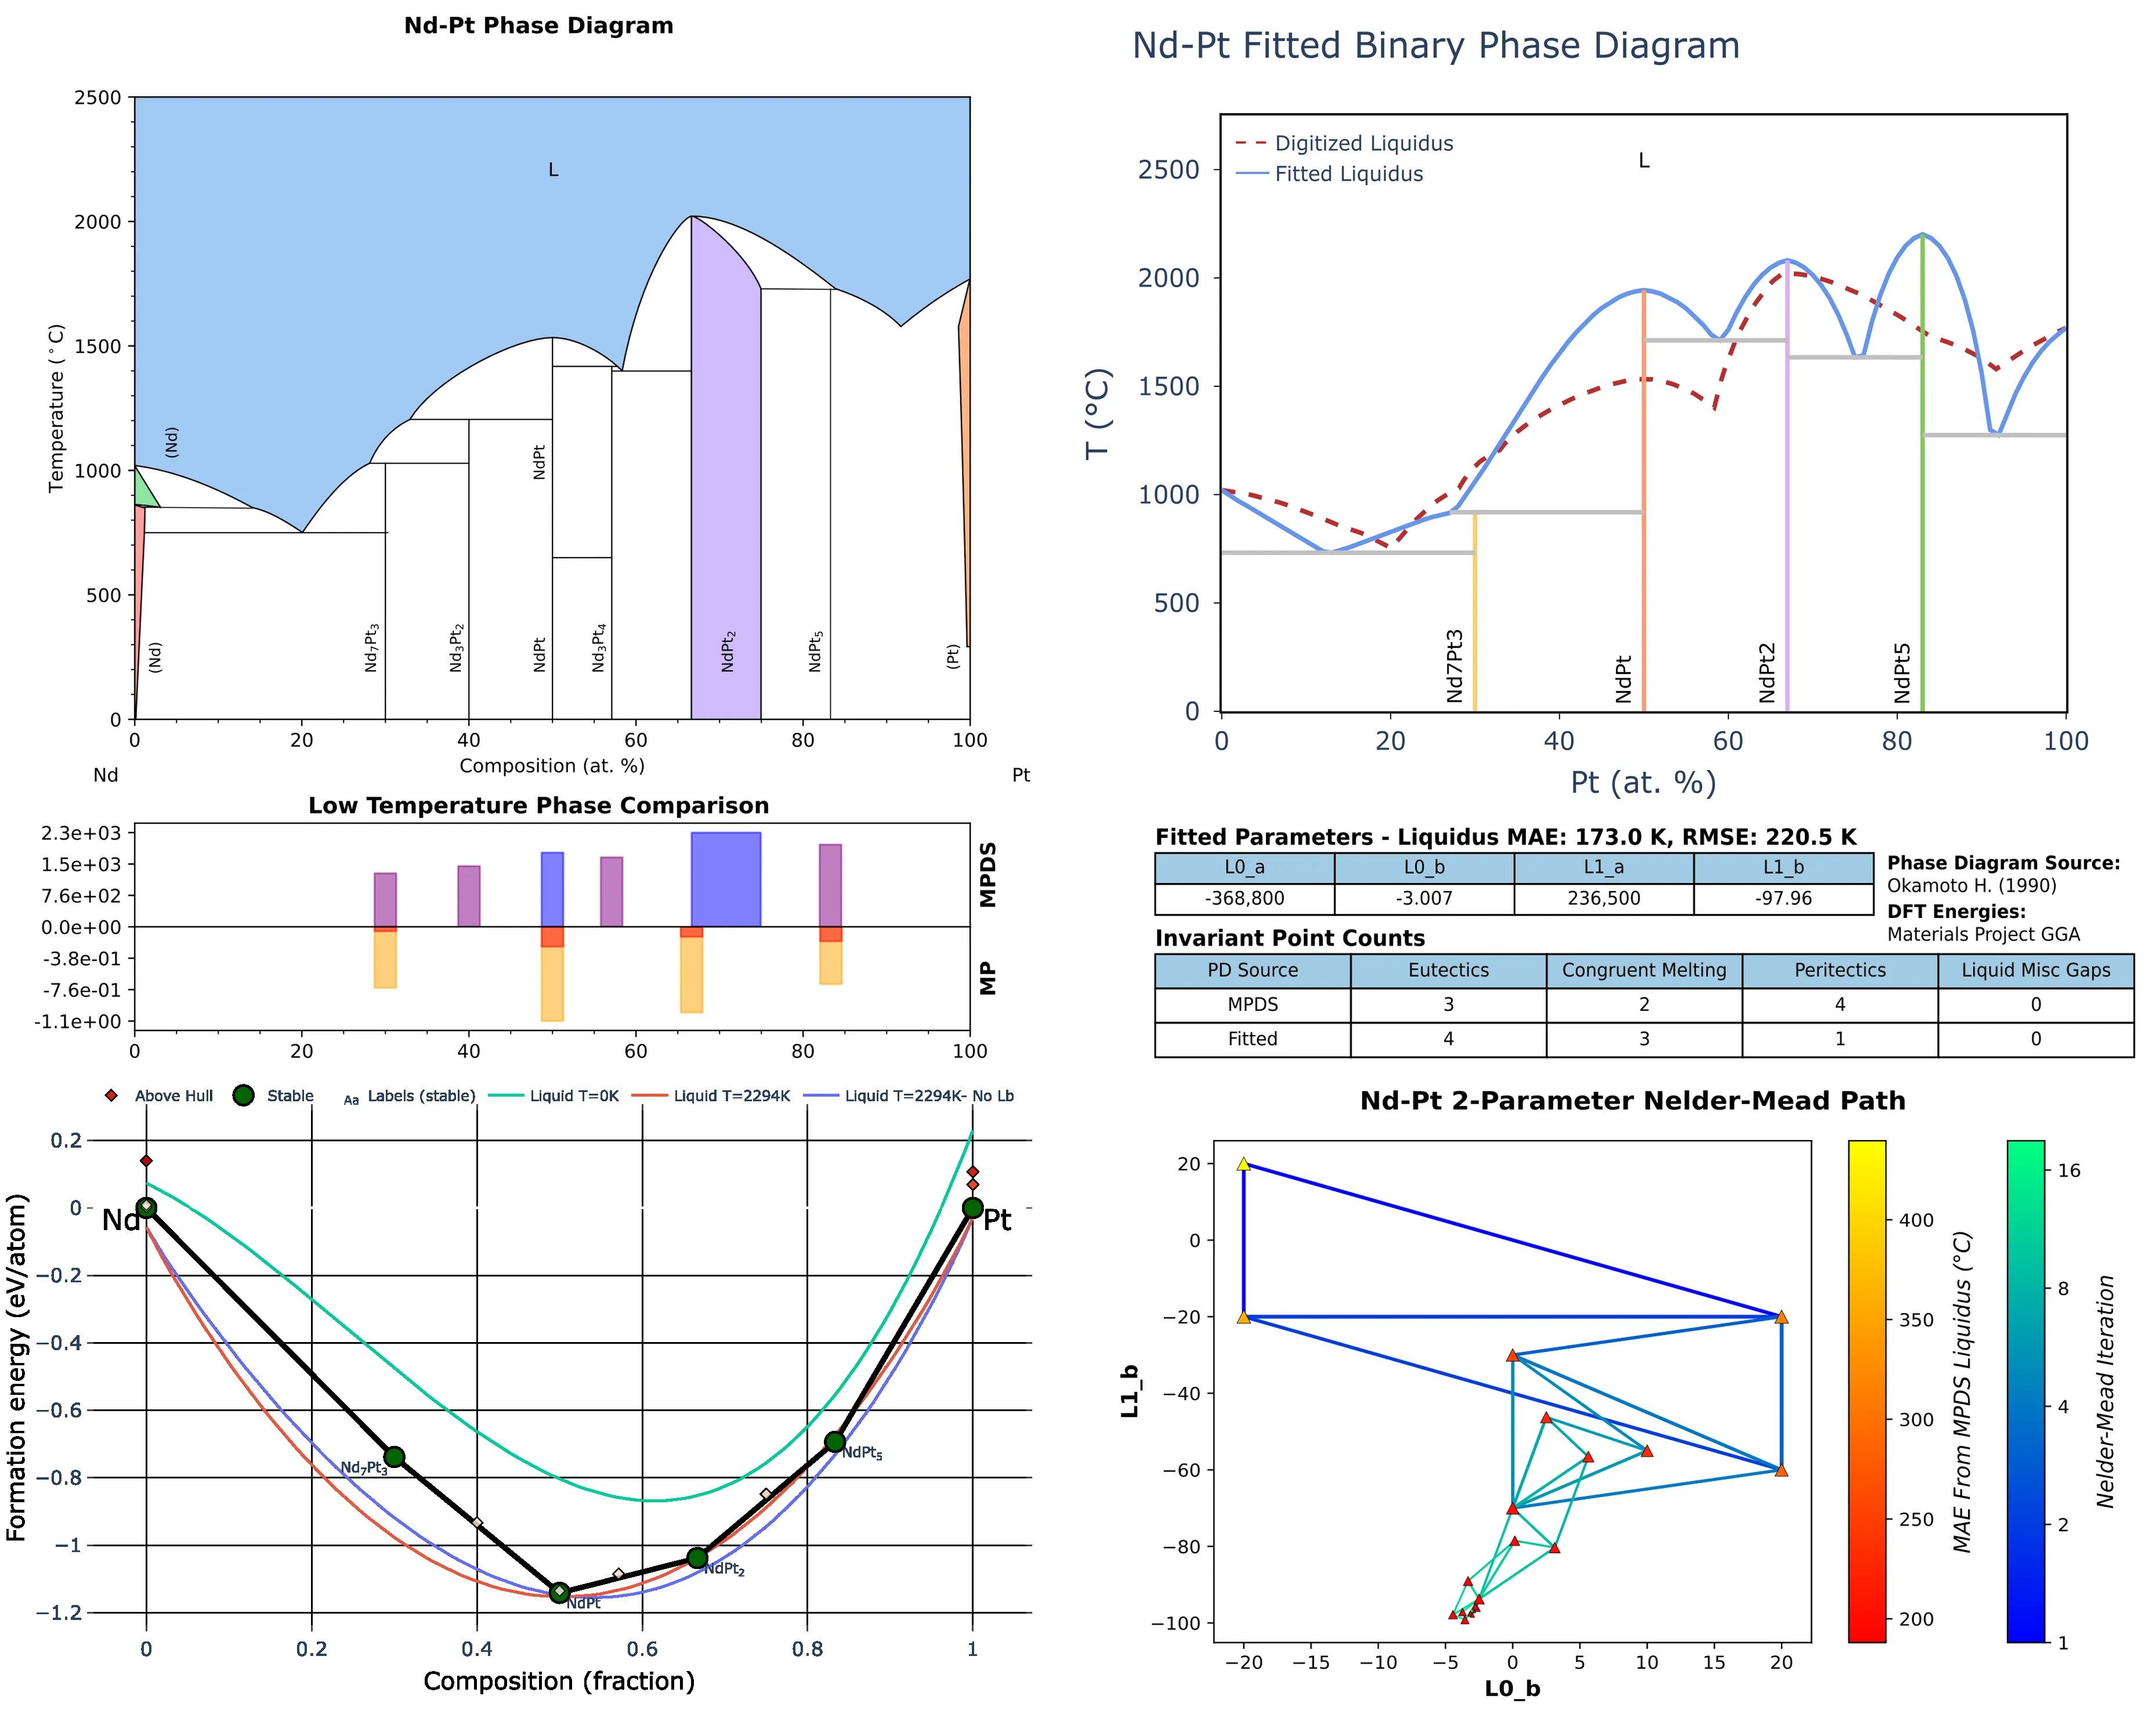 Nd-Pt Phase Diagram
2500
2000
1500
1000
500
0
Temperature (°C)
L
(Nd)
(Nd)
Nd₇Pt₃
Nd₃Pt₂
NdPt
NdPt
Nd₃Pt₄
NdPt₂
NdPt₅
(Pt)
0 20 40 60 80 100
Composition (at. %)
Nd Pt
Nd-Pt Fitted Binary Phase Diagram
Digitized Liquidus
Fitted Liquidus
L
2500
2000
1500
1000
500
0
T (°C)
Nd7Pt3
NdPt
NdPt2
NdPt5
0 20 40 60 80 100
Pt (at. %)
Low Temperature Phase Comparison
2.3e+03
1.5e+03
7.6e+02
0.0e+00
-3.8e-01
-7.6e-01
-1.1e+00
MPDS
MP
0 20 40 60 80 100
Fitted Parameters - Liquidus MAE: 173.0 K, RMSE: 220.5 K
L0_a L0_b L1_a L1_b
-368,800 -3.007 236,500 -97.96
Phase Diagram Source:
Okamoto H. (1990)
DFT Energies:
Materials Project GGA
Invariant Point Counts
PD Source Eutectics Congruent Melting Peritectics Liquid Misc Gaps
MPDS 3 2 4 0
Fitted 4 3 1 0
Above Hull Stable Aa Labels (stable) Liquid T=0K Liquid T=2294K Liquid T=2294K- No Lb
0.2
0
−0.2
−0.4
−0.6
−0.8
−1
−1.2
Formation energy (eV/atom)
Nd
Pt
Nd₇Pt₃
NdPt
NdPt₂
NdPt₅
0 0.2 0.4 0.6 0.8 1
Composition (fraction)
Nd-Pt 2-Parameter Nelder-Mead Path
20
0
−20
−40
−60
−80
−100
L1_b
−20 −15 −10 −5 0 5 10 15 20
L0_b
400
350
300
250
200
MAE From MPDS Liquidus (°C)
16
8
4
2
1
Nelder-Mead Iteration